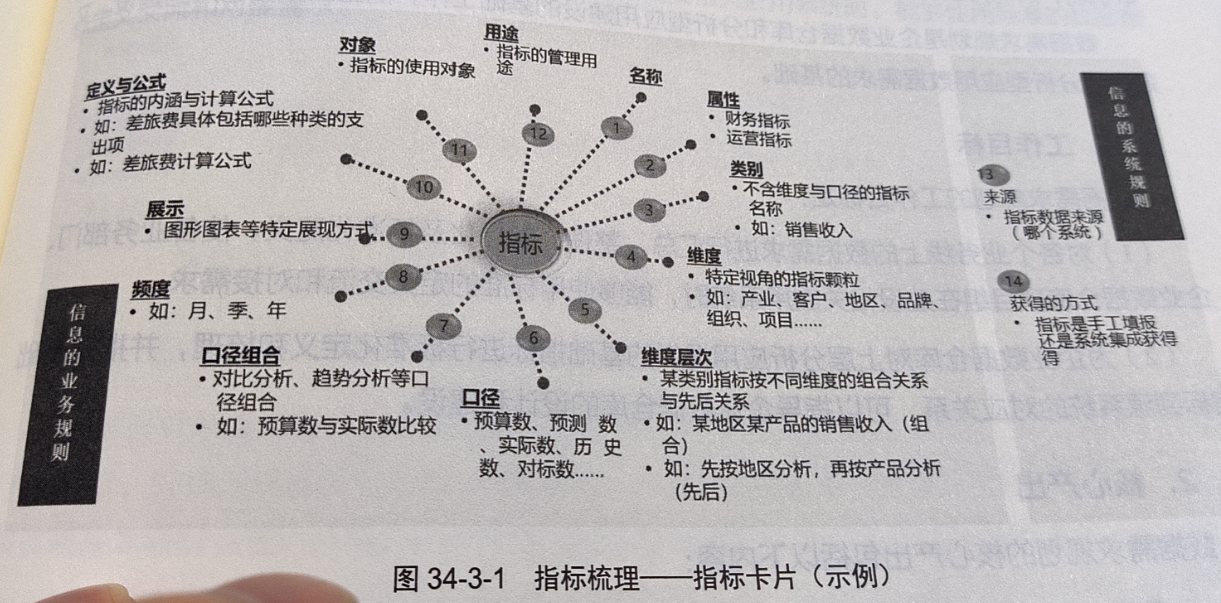 用途
• 指标的管理用
途
对象
• 指标的使用对象
名称
定义与公式
• 指标的内涵与计算公式
• 如：差旅费具体包括哪些种类的支
出项
• 如：差旅费计算公式
属性
• 财务指标
• 运营指标
类别
• 不含维度与口径的指标
名称
• 如：销售收入
展示
• 图形图表等特定展现方式
维度
• 特定视角的指标颗粒
• 如：产业、客户、地区、品牌、
组织、项目……
频度
• 如：月、季、年
口径组合
• 对比分析、趋势分析等口
径组合
• 如：预算数与实际数比较
口径
• 预算数、预测 数
、实际数、历 史
数、对标数……
维度层次
• 某类别指标按不同维度的组合关系
与先后关系
• 如：某地区某产品的销售收入（组
合）
• 如：先按地区分析，再按产品分析
（先后）
指标
1
2
3
4
5
6
7
8
9
10
11
12
信息的业务规则
信息的系统规则
13
来源
• 指标数据来源
（哪个系统）
14
获得的方式
• 指标是手工填报
还是系统集成获得
得
图 34-3-1 指标梳理——指标卡片（示例）